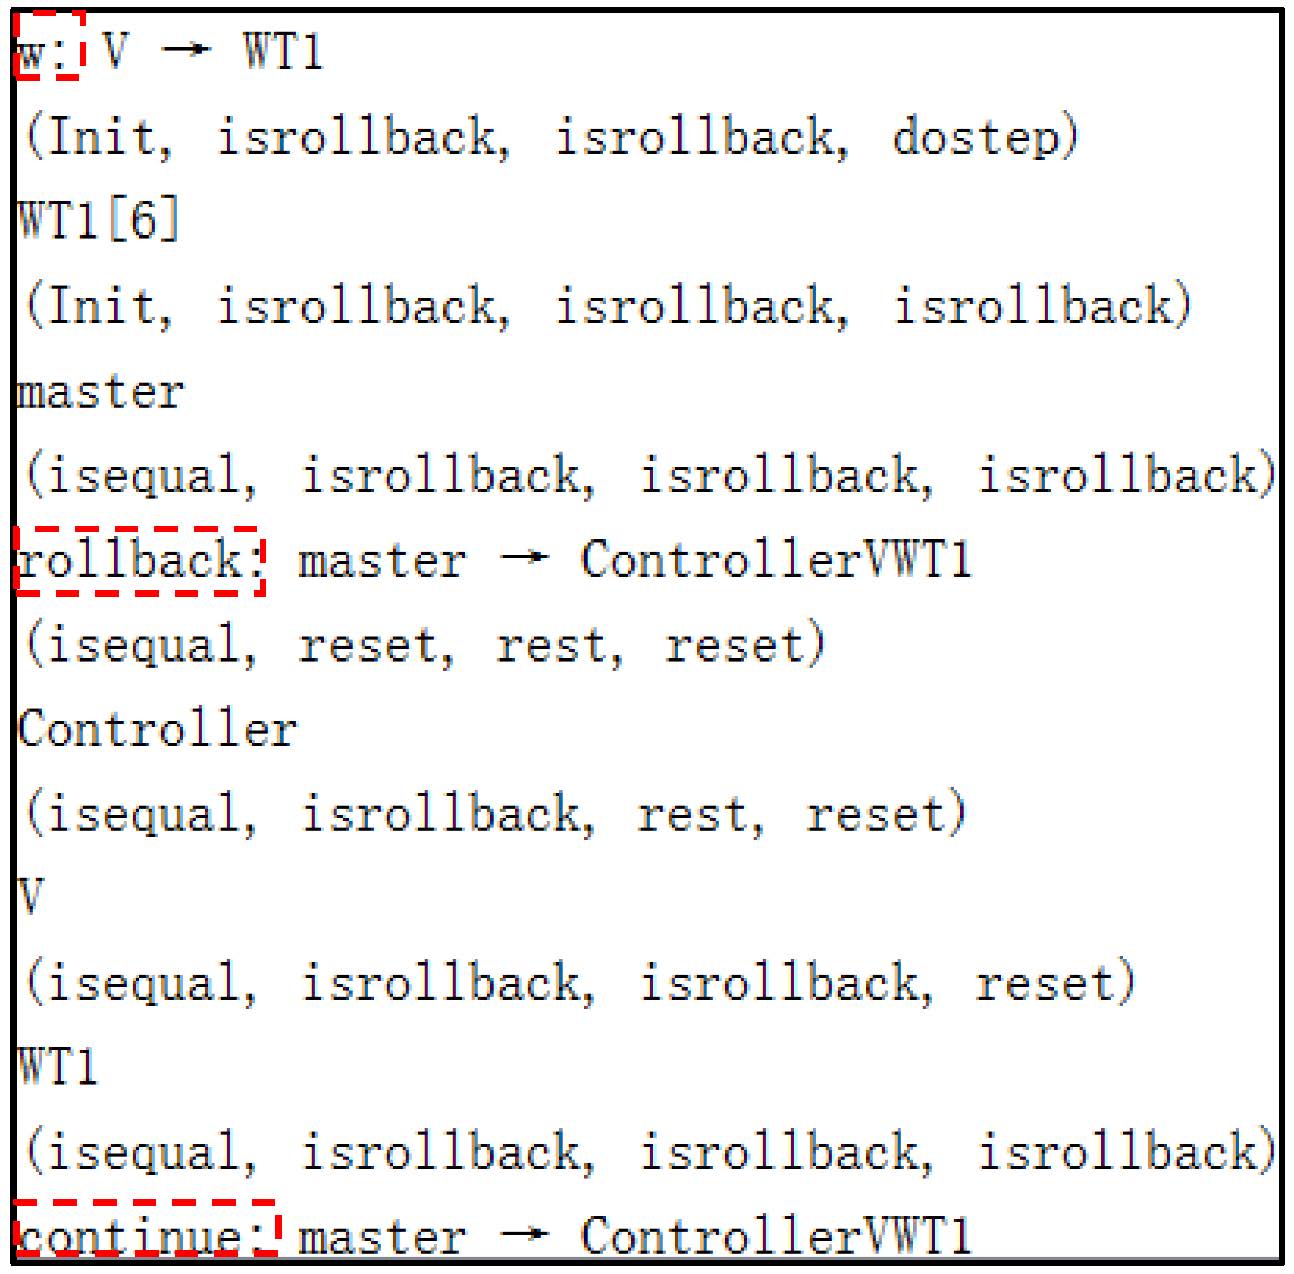 w: V → WT1
(Init, isrollback, isrollback, dostep)
WT1[6]
(Init, isrollback, isrollback, isrollback)
master
(isequal, isrollback, isrollback, isrollback)
rollback: master → ControllerVWT1
(isequal, reset, rest, reset)
Controller
(isequal, isrollback, rest, reset)
V
(isequal, isrollback, isrollback, reset)
WT1
(isequal, isrollback, isrollback, isrollback)
continue: master → ControllerVWT1